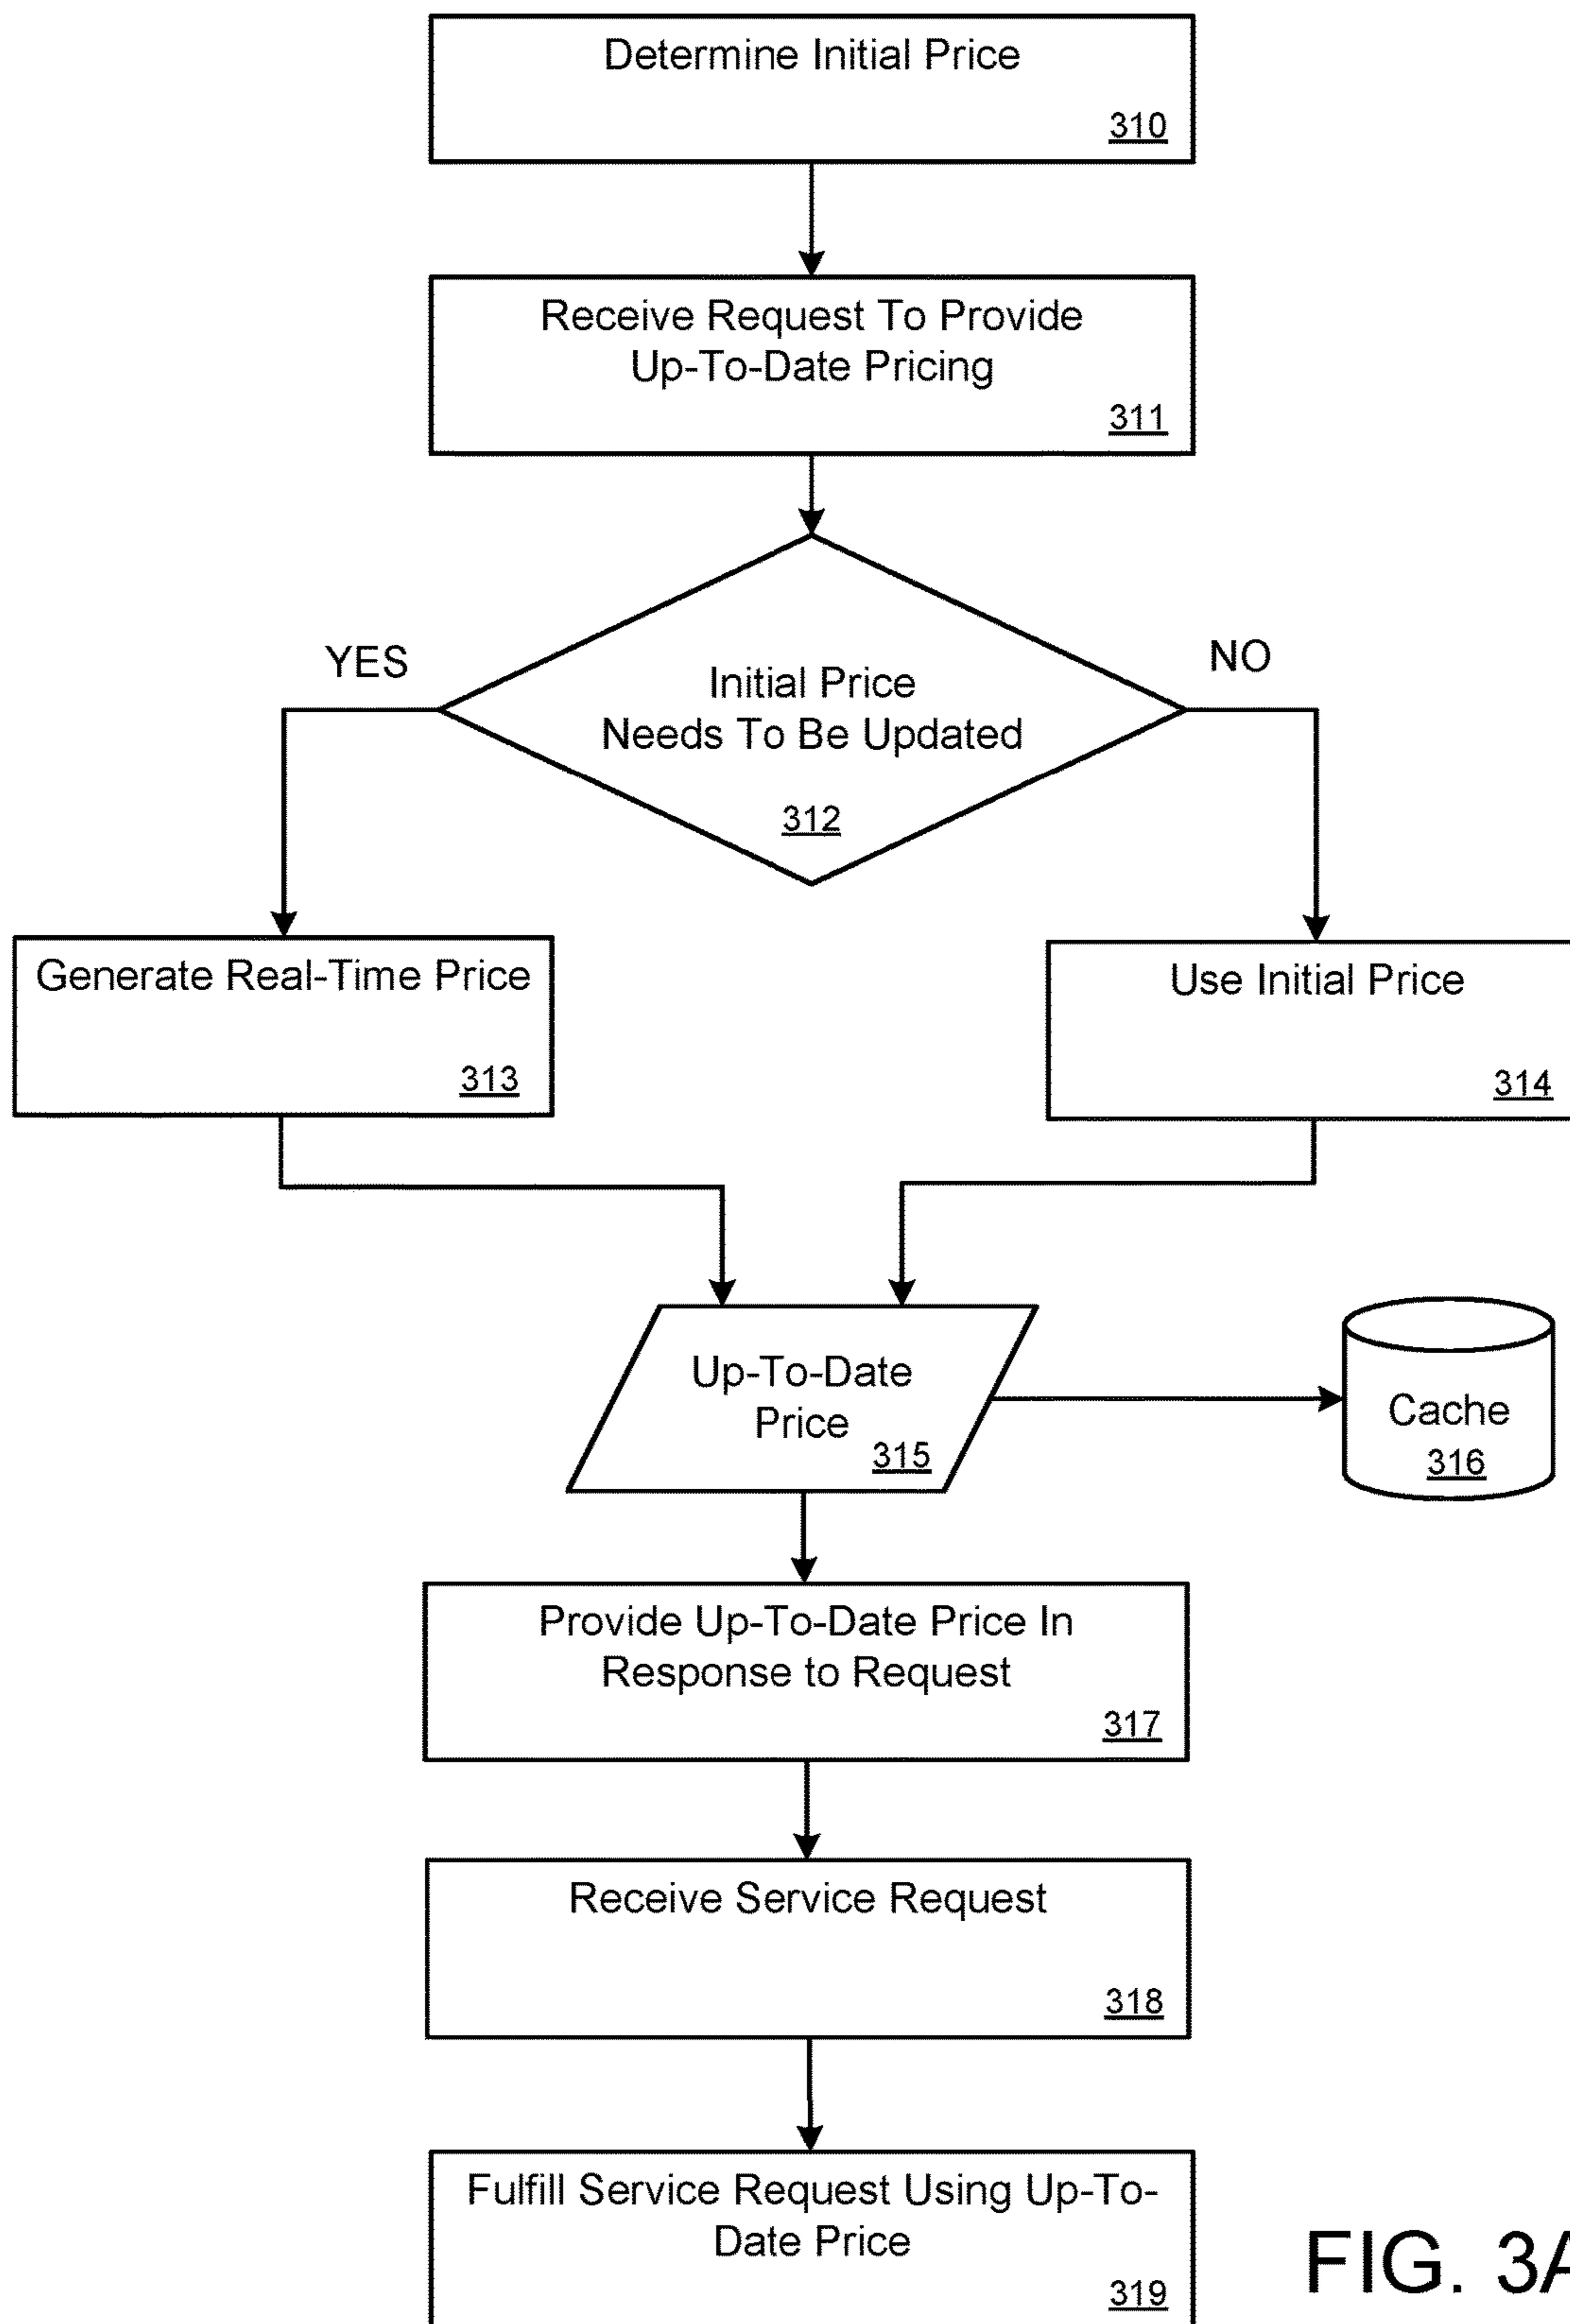 Determine Initial Price
310
Receive Request To Provide
Up-To-Date Pricing
311
YES
NO
Initial Price
Needs To Be Updated
312
Generate Real-Time Price
313
Use Initial Price
314
Up-To-Date
Price
315
Cache
316
Provide Up-To-Date Price In
Response to Request
317
Receive Service Request
318
Fulfill Service Request Using Up-To-
Date Price
319
FIG. 3A